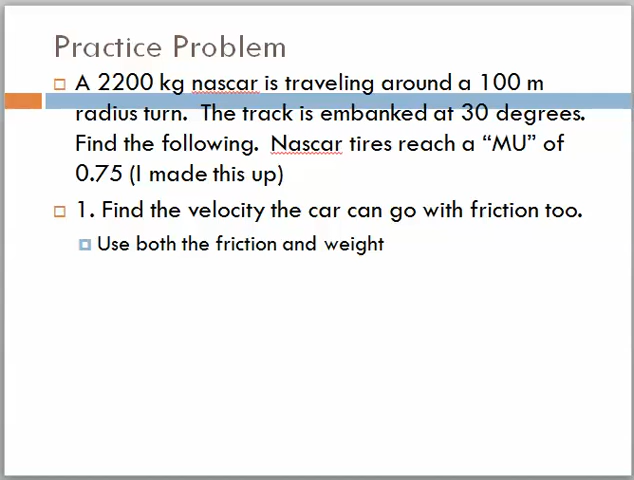 Practice Problem
A 2200 kg nascar is traveling around a 100 m
radius turn. The track is embanked at 30 degrees.
Find the following. Nascar tires reach a “MU” of
0.75 (I made this up)
1. Find the velocity the car can go with friction too.
Use both the friction and weight